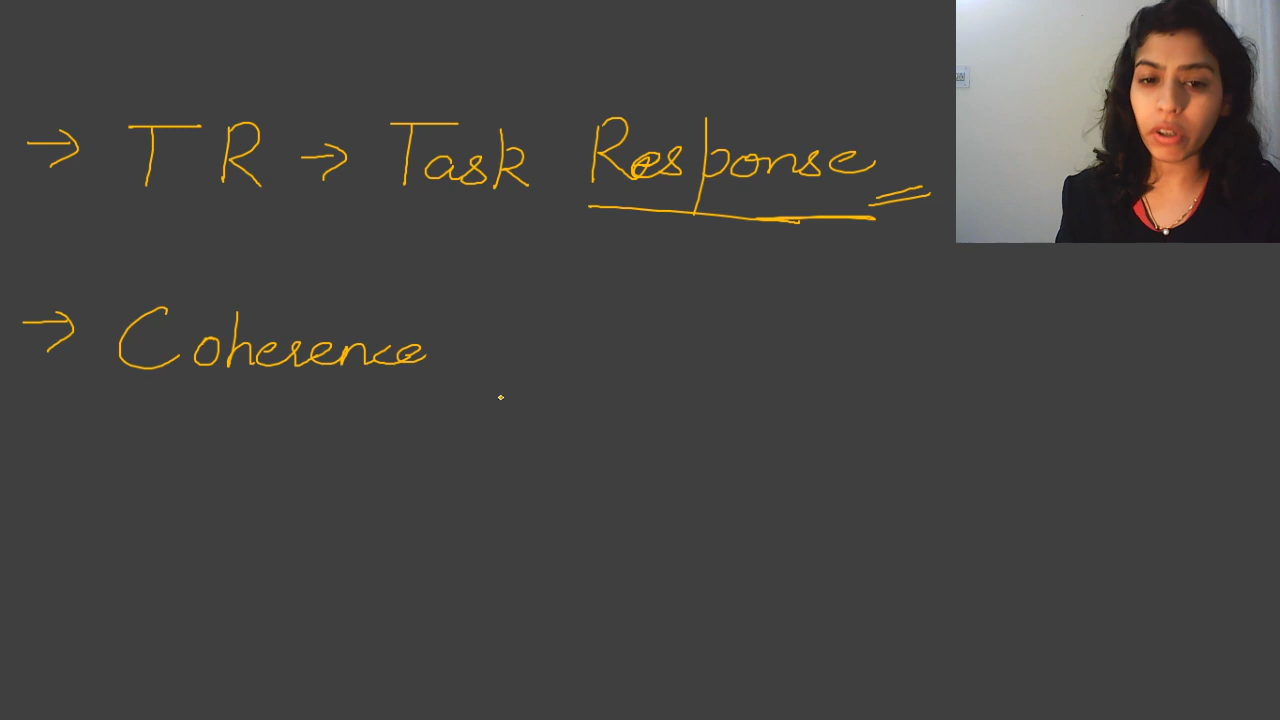 → TR → Task Response
→ Coherence